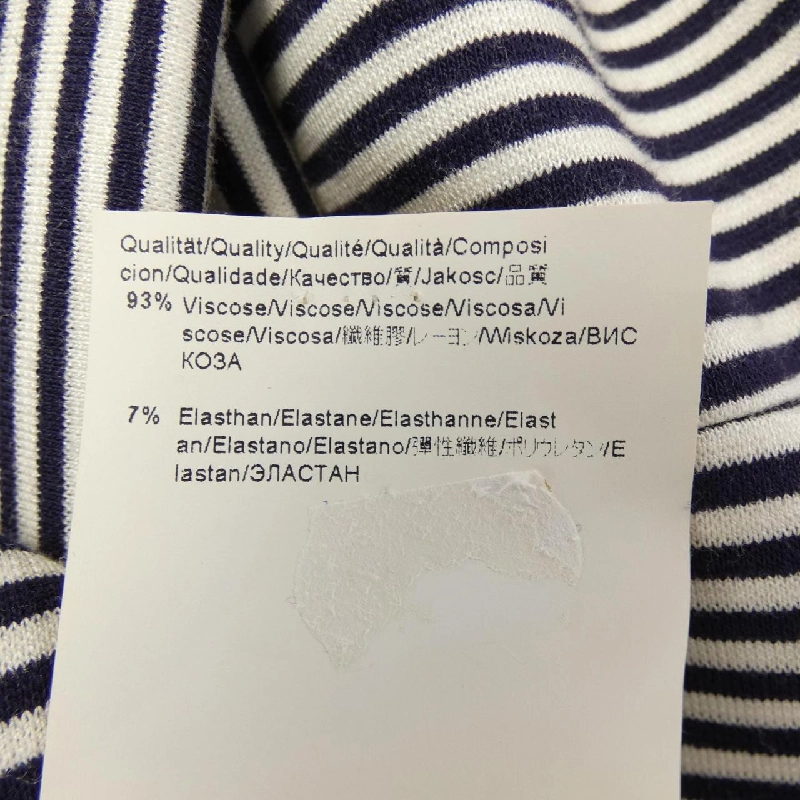 Qualität/Quality/Qualité/Qualità/Composi
cion/Qualidade/Качество/質/Jakosc/品質
93% Viscose/Viscose/Viscose/Viscosa/Vi
scose/Viscosa/纖維膠/レーヨン/Wiskoza/ВИС
КОЗА
7% Elasthan/Elastane/Elasthanne/Elast
an/Elastano/Elastano/彈性纖維/ポリウレタン/E
lastan/ЭЛАСТАН